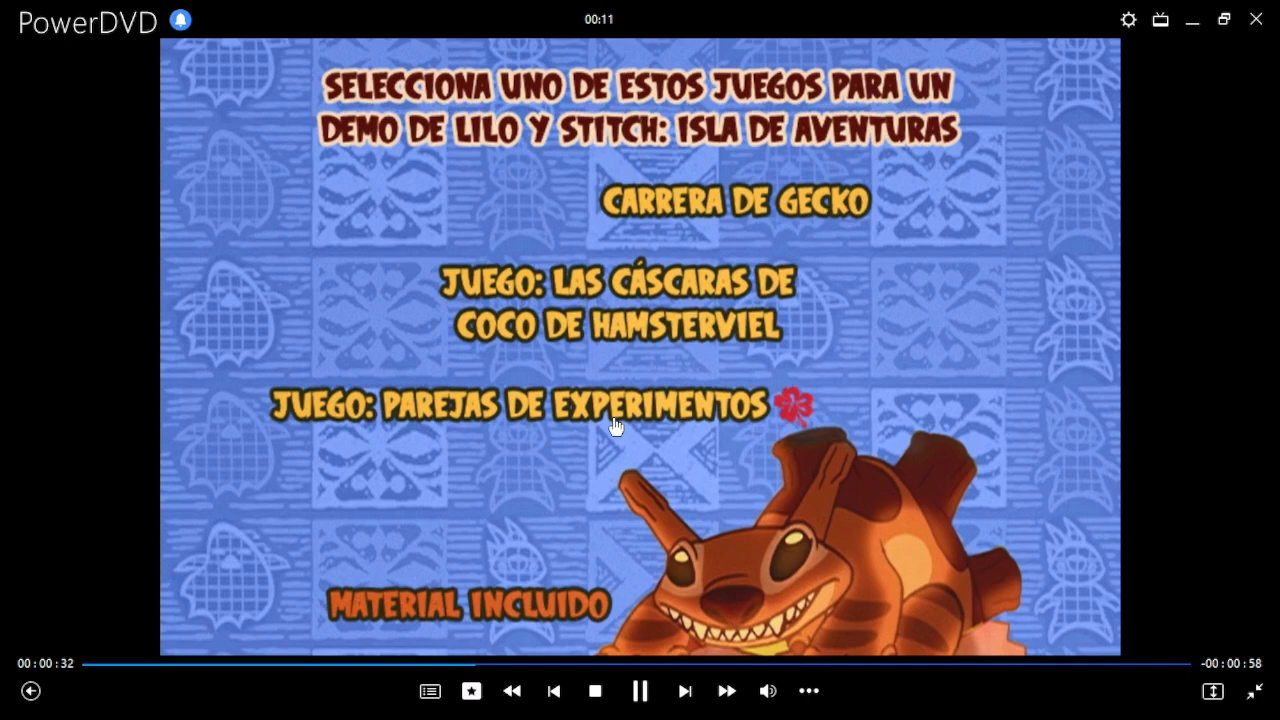 PowerDVD
00:11
SELECCIONA UNO DE ESTOS JUEGOS PARA UN
DEMO DE LILO Y STITCH: ISLA DE AVENTURAS
CARRERA DE GECKO
JUEGO: LAS CÁSCARAS DE
COCO DE HAMSTERVIEL
JUEGO: PAREJAS DE EXPERIMENTOS
MATERIAL INCLUIDO
00:00:32
-00:00:58